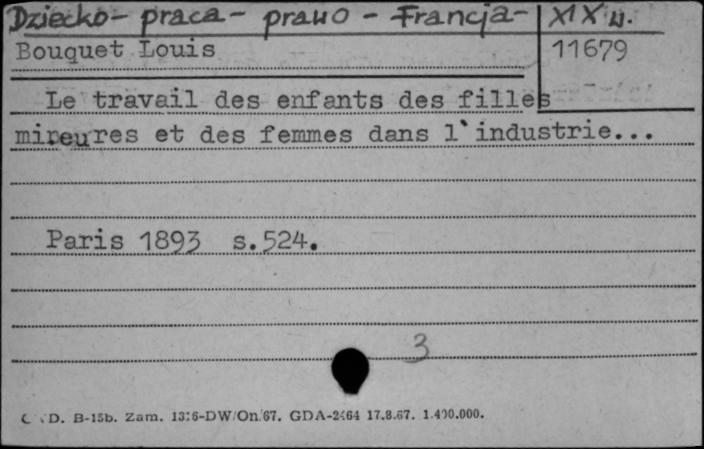 Dziecko - praca - prawo - Francja - XIX w.
Bouquet Louis 11679
Le travail des enfants des filles
mineures et des femmes dans l'industrie...
Paris 1893 s.524.
3
D. B-15b. Zam. 1316-DW/On/67. GDA-2464 17.8.67. 1.400.000.